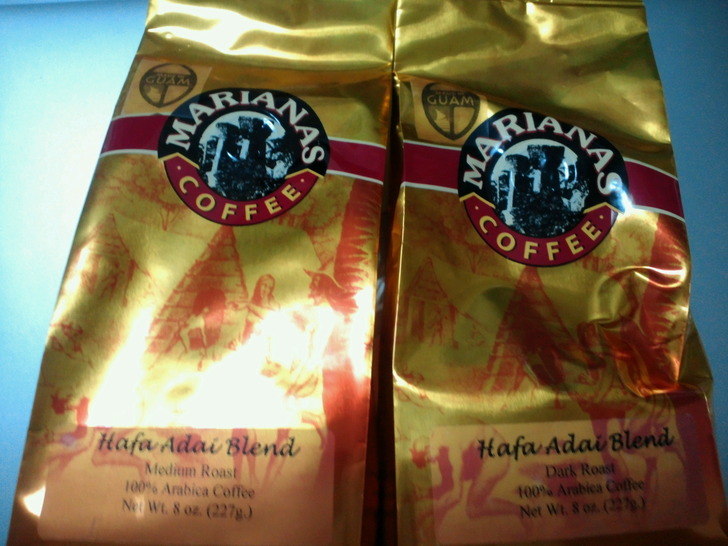 GUAM
MARIANAS
COFFEE
Hafa Adai Blend
Medium Roast
100% Arabica Coffee
Net Wt. 8 oz. (227g.)
GUAM
MARIANAS
COFFEE
Hafa Adai Blend
Dark Roast
100% Arabica Coffee
Net Wt. 8 oz. (227g.)